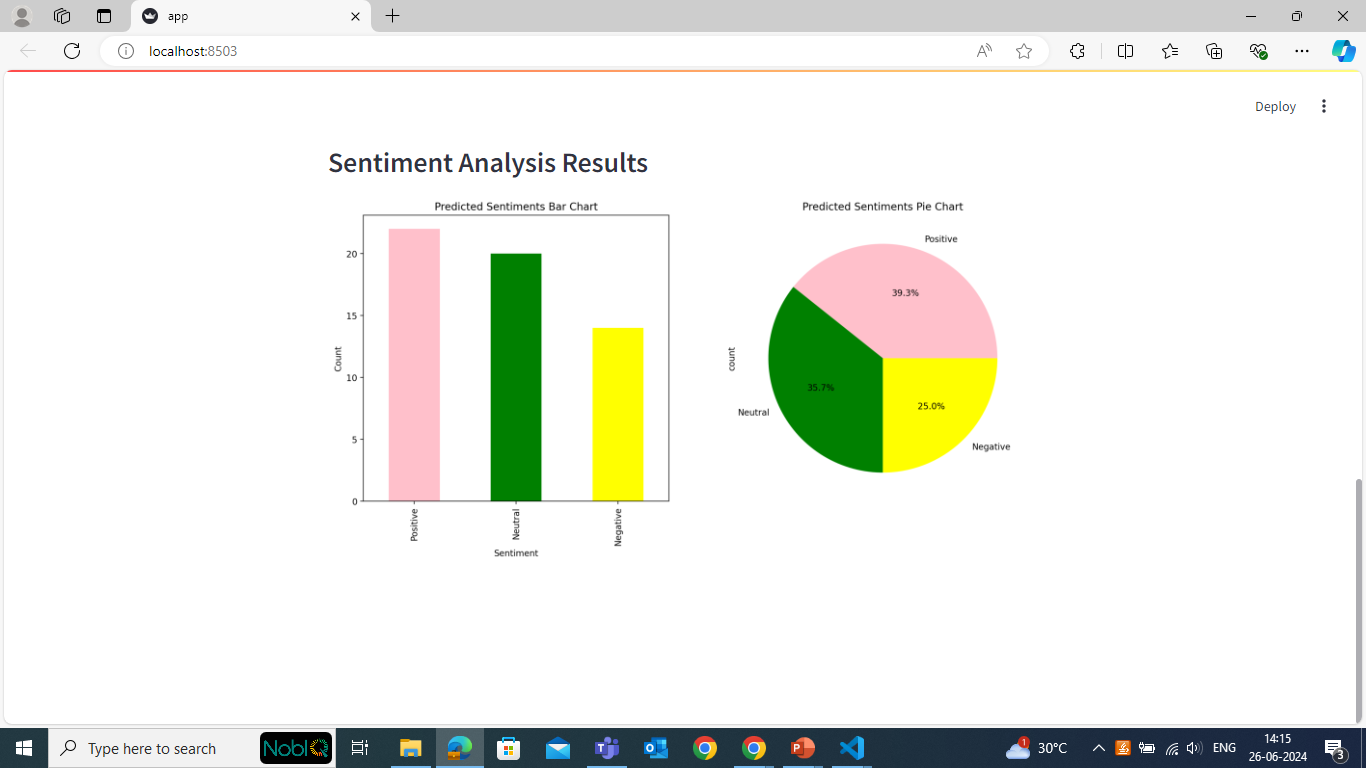 app
localhost:8503
Deploy
Sentiment Analysis Results
Predicted Sentiments Bar Chart
20
15
10
5
0
Count
Positive
Neutral
Negative
Sentiment
Predicted Sentiments Pie Chart
Positive
39.3%
count
35.7%
25.0%
Neutral
Negative
Type here to search
NoblQ
1
30°C
ENG
14:15
26-06-2024
3